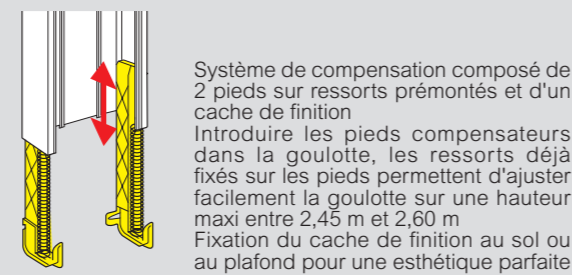 Système de compensation composé de
2 pieds sur ressorts prémontés et d'un
cache de finition
Introduire les pieds compensateurs
dans la goulotte, les ressorts déjà
fixés sur les pieds permettent d'ajuster
facilement la goulotte sur une hauteur
maxi entre 2,45 m et 2,60 m
Fixation du cache de finition au sol ou
au plafond pour une esthétique parfaite